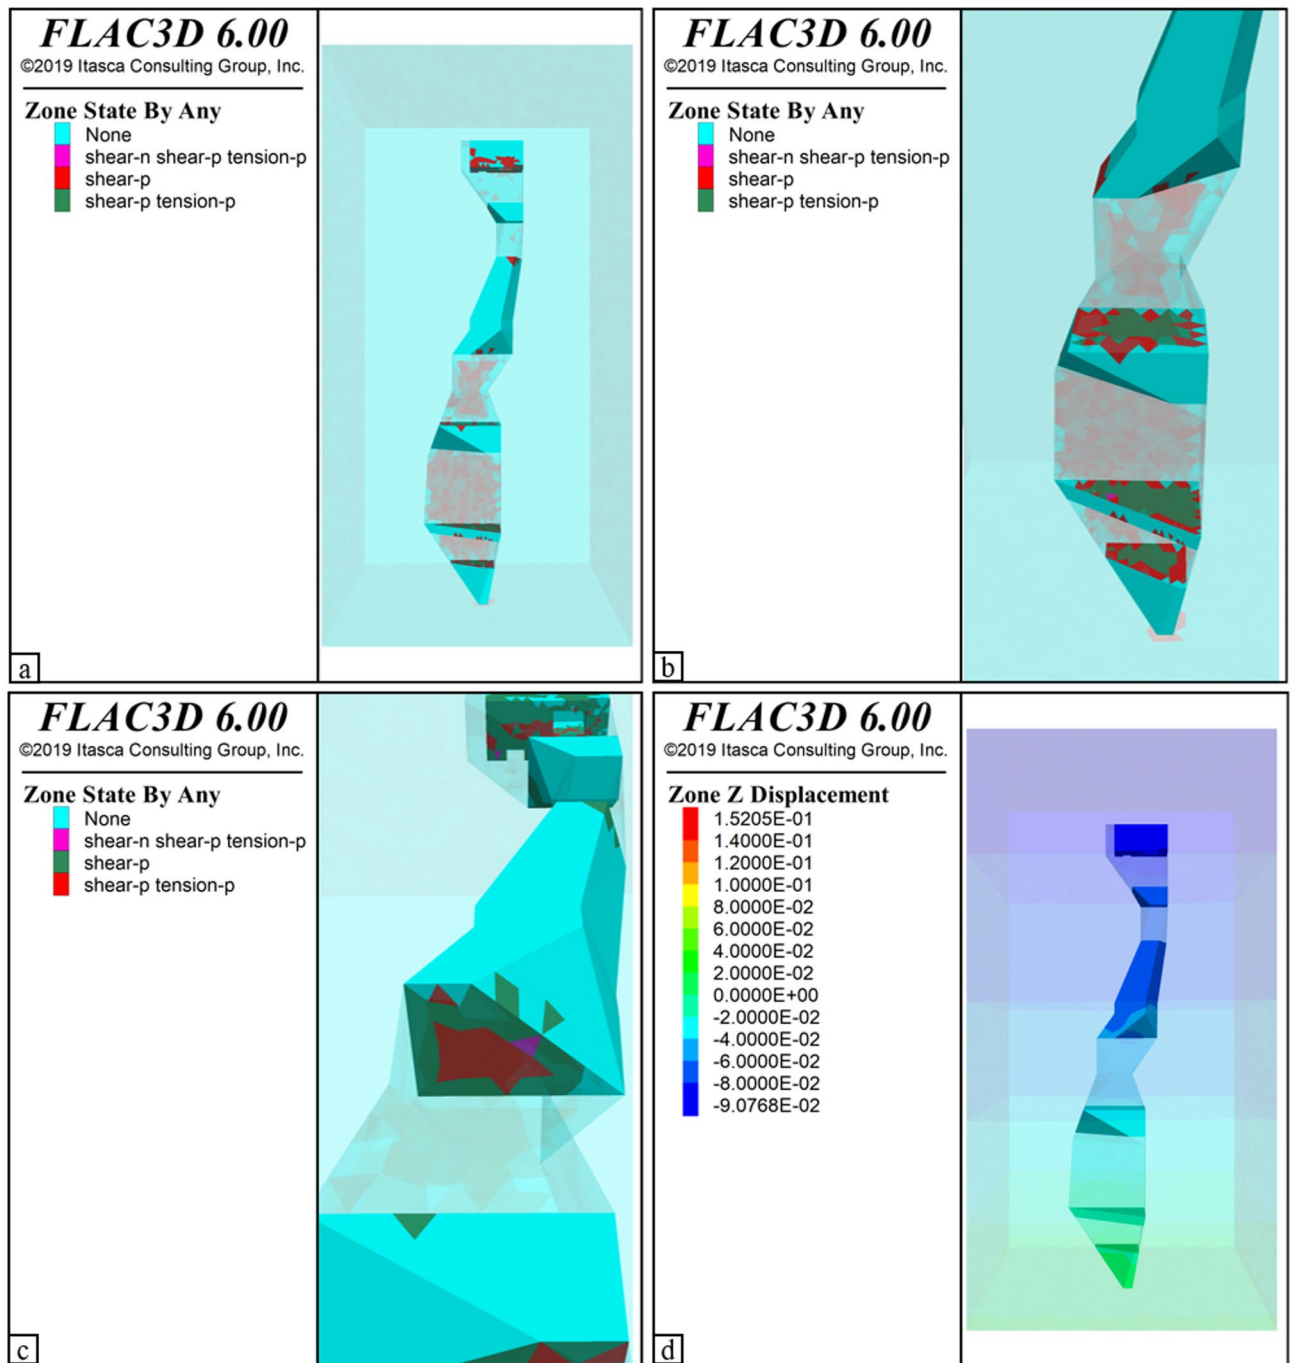 FLAC3D 6.00
©2019 Itasca Consulting Group, Inc.
Zone State By Any
None
shear-n shear-p tension-p
shear-p
shear-p tension-p
a
FLAC3D 6.00
©2019 Itasca Consulting Group, Inc.
Zone State By Any
None
shear-n shear-p tension-p
shear-p
shear-p tension-p
b
FLAC3D 6.00
©2019 Itasca Consulting Group, Inc.
Zone State By Any
None
shear-n shear-p tension-p
shear-p
shear-p tension-p
c
FLAC3D 6.00
©2019 Itasca Consulting Group, Inc.
Zone Z Displacement
1.5205E-01
1.4000E-01
1.2000E-01
1.0000E-01
8.0000E-02
6.0000E-02
4.0000E-02
2.0000E-02
0.0000E+00
-2.0000E-02
-4.0000E-02
-6.0000E-02
-8.0000E-02
-9.0768E-02
d